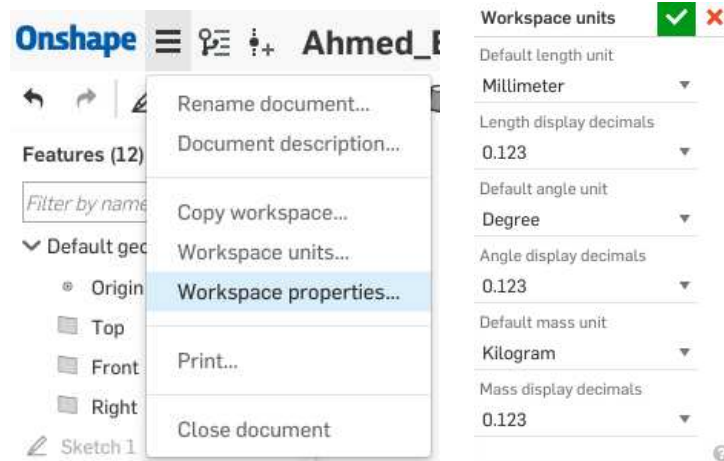 Onshape Ahmed_E
Rename document...
Document description...
Features (12)
Filter by name
Copy workspace...
Default geo
Workspace units...
Origin
Workspace properties...
Top
Front
Print...
Right
Close document
Sketch 1
Workspace units
Default length unit
Millimeter
Length display decimals
0.123
Default angle unit
Degree
Angle display decimals
0.123
Default mass unit
Kilogram
Mass display decimals
0.123